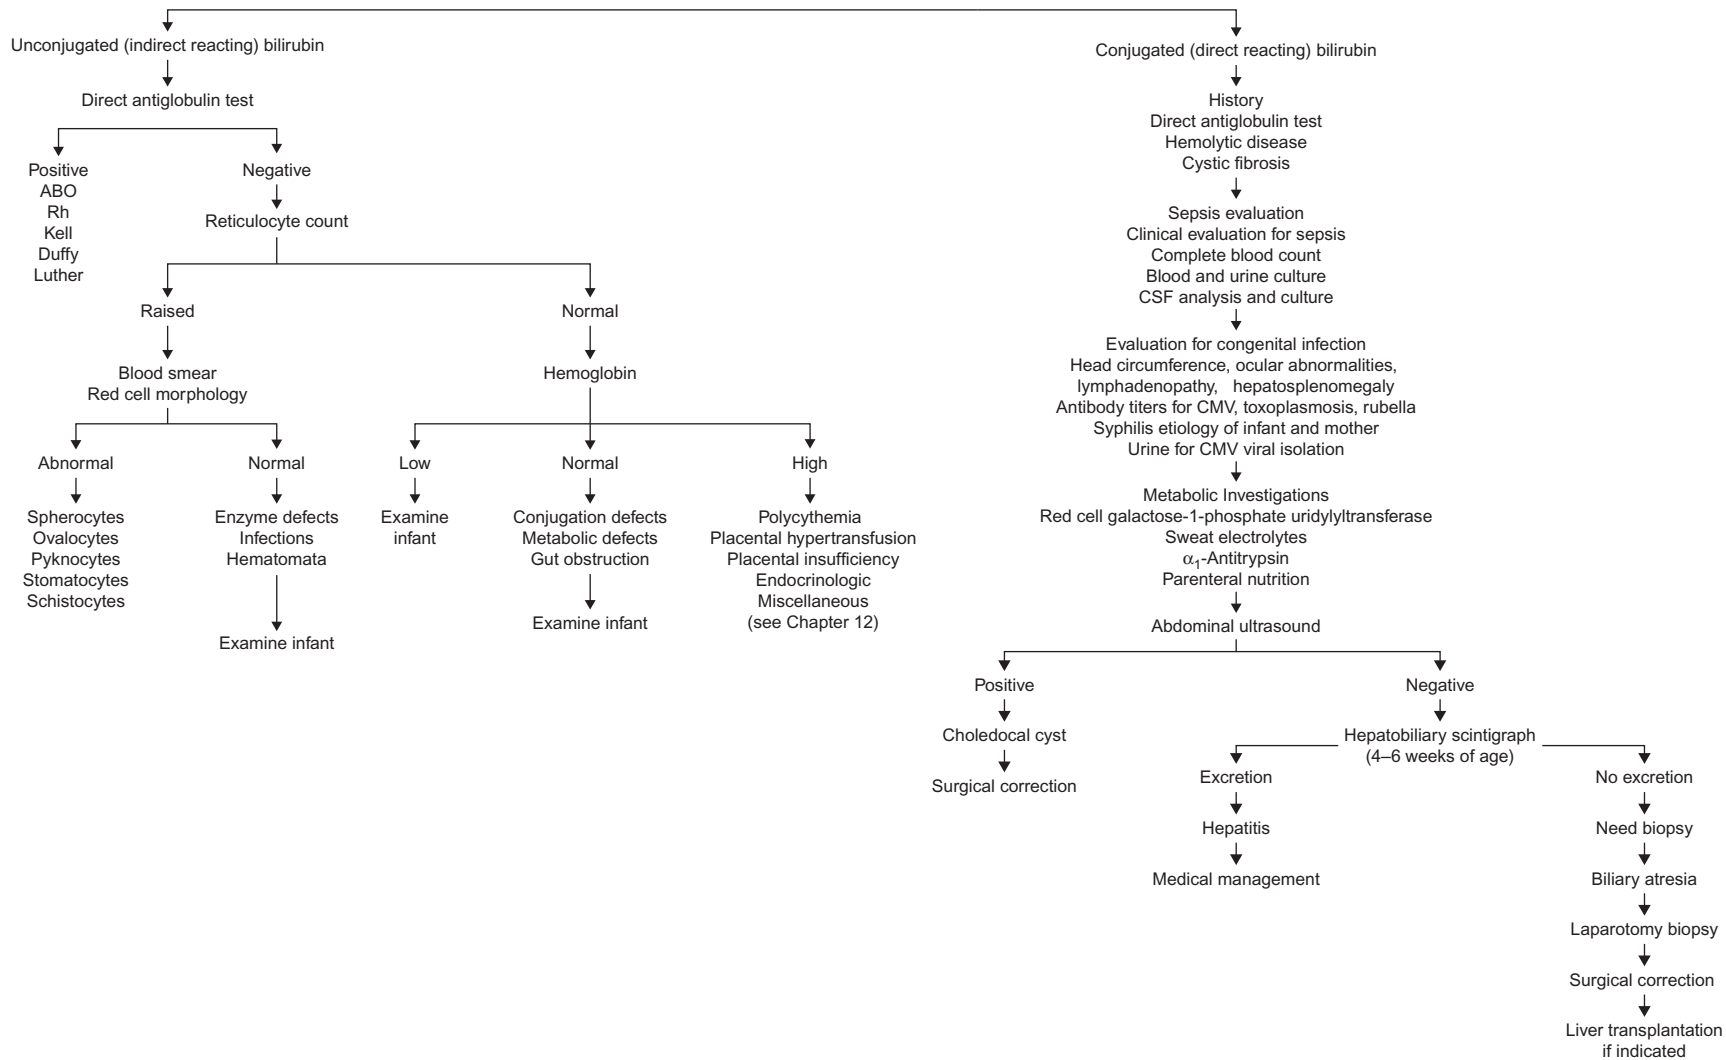 Unconjugated (indirect reacting) bilirubin
Direct antiglobulin test
Positive
ABO
Rh
Kell
Duffy
Luther
Negative
Reticulocyte count
Raised
Blood smear
Red cell morphology
Abnormal
Spherocytes
Ovalocytes
Pyknocytes
Stomatocytes
Schistocytes
Normal
Enzyme defects
Infections
Hematomata
Examine infant
Normal
Hemoglobin
Low
Examine
infant
Normal
Conjugation defects
Metabolic defects
Gut obstruction
Examine infant
High
Polycythemia
Placental hypertransfusion
Placental insufficiency
Endocrinologic
Miscellaneous
(see Chapter 12)
Conjugated (direct reacting) bilirubin
History
Direct antiglobulin test
Hemolytic disease
Cystic fibrosis
Sepsis evaluation
Clinical evaluation for sepsis
Complete blood count
Blood and urine culture
CSF analysis and culture
Evaluation for congenital infection
Head circumference, ocular abnormalities,
lymphadenopathy, hepatosplenomegaly
Antibody titers for CMV, toxoplasmosis, rubella
Syphilis etiology of infant and mother
Urine for CMV viral isolation
Metabolic Investigations
Red cell galactose-1-phosphate uridylyltransferase
Sweat electrolytes
α₁-Antitrypsin
Parenteral nutrition
Abdominal ultrasound
Positive
Choledocal cyst
Surgical correction
Negative
Hepatobiliary scintigraph
(4–6 weeks of age)
Excretion
Hepatitis
Medical management
No excretion
Need biopsy
Biliary atresia
Laparotomy biopsy
Surgical correction
Liver transplantation
if indicated